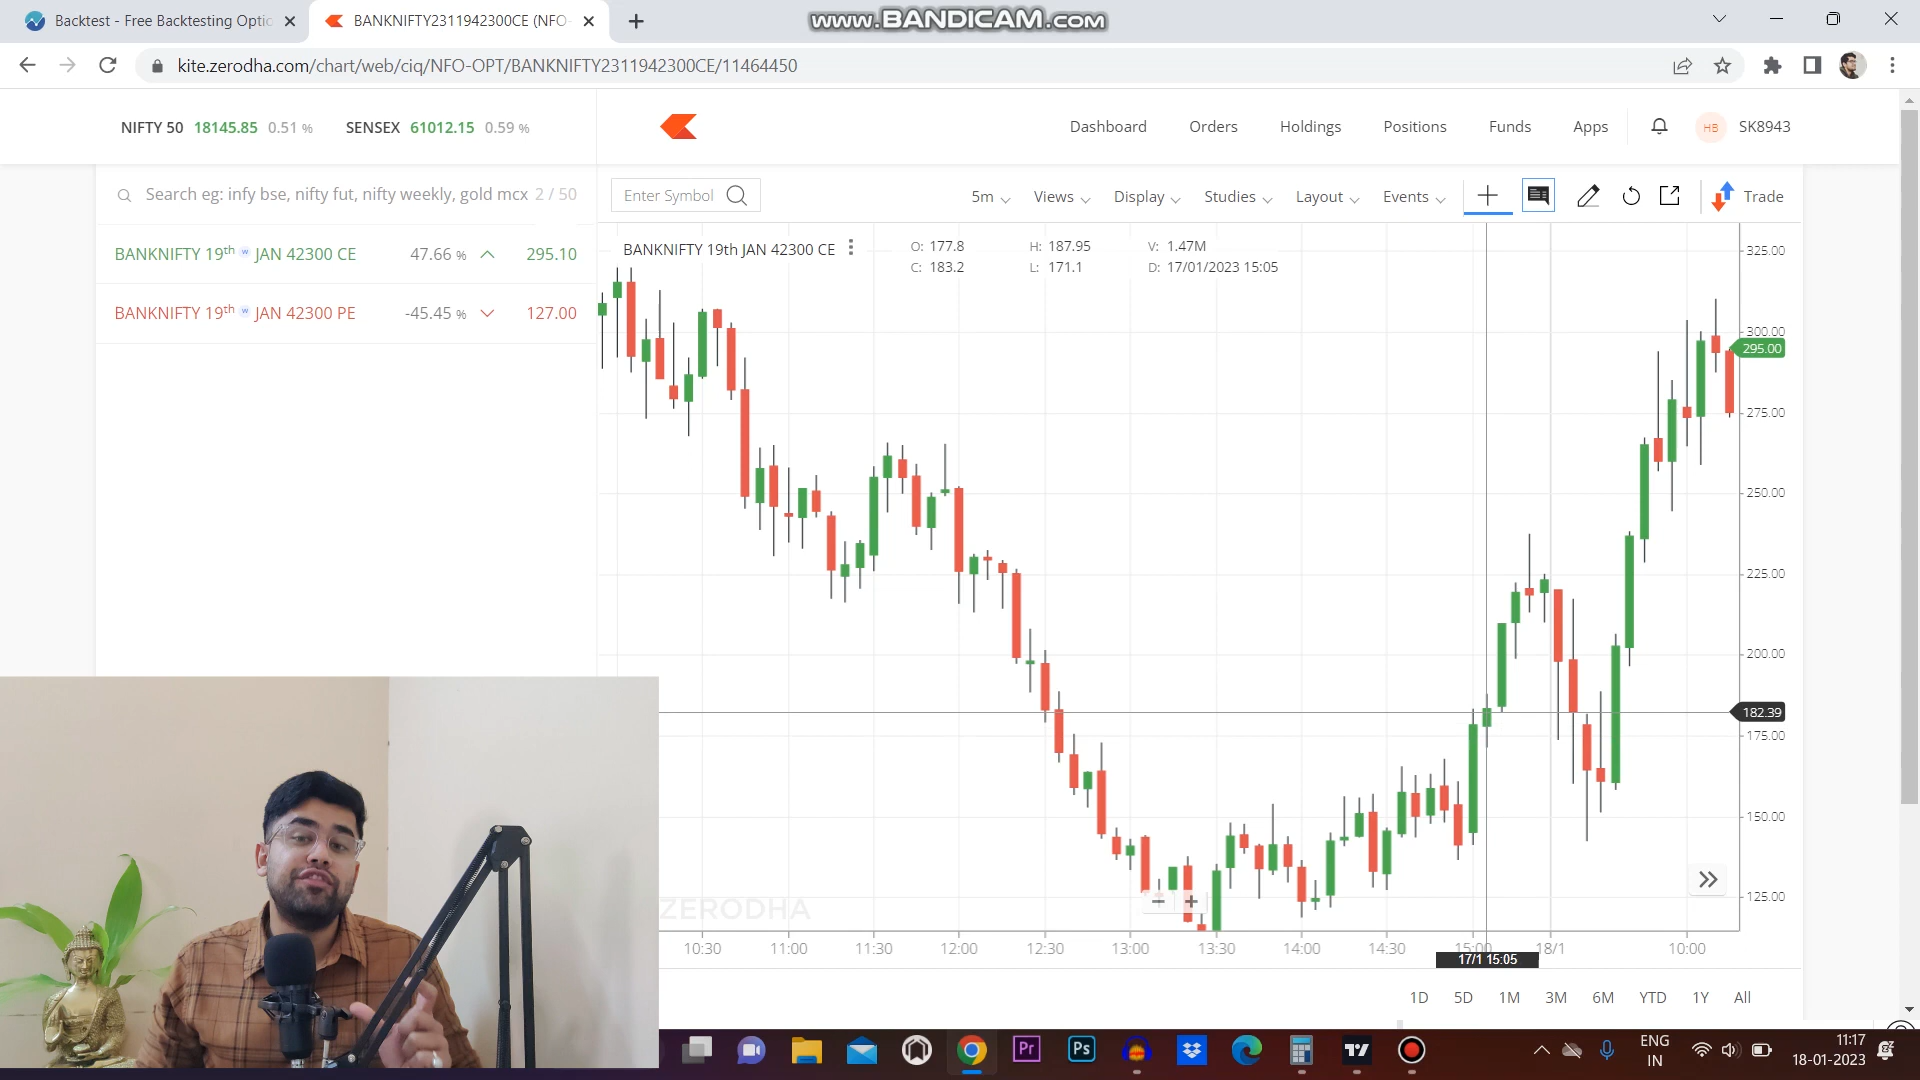 Backtest - Free Backtesting Optio
BANKNIFTY2311942300CE (NFO-
www.BANDICAM.com
kite.zerodha.com/chart/web/ciq/NFO-OPT/BANKNIFTY2311942300CE/11464450
NIFTY 50 18145.85 0.51 %
SENSEX 61012.15 0.59 %
Dashboard
Orders
Holdings
Positions
Funds
Apps
HB
SK8943
Search eg: infy bse, nifty fut, nifty weekly, gold mcx 2 / 50
Enter Symbol
5m
Views
Display
Studies
Layout
Events
Trade
BANKNIFTY 19th w JAN 42300 CE 47.66 % 295.10
BANKNIFTY 19th w JAN 42300 PE -45.45 % 127.00
BANKNIFTY 19th JAN 42300 CE
O: 177.8 H: 187.95 V: 1.47M
C: 183.2 L: 171.1 D: 17/01/2023 15:05
325.00
300.00
295.00
275.00
250.00
225.00
200.00
182.39
175.00
150.00
125.00
ZERODHA
10:30 11:00 11:30 12:00 12:30 13:00 13:30 14:00 14:30 15:00 18/1 10:00
17/1 15:05
1D 5D 1M 3M 6M YTD 1Y All
Pr
Ps
ENG
IN
11:17
18-01-2023